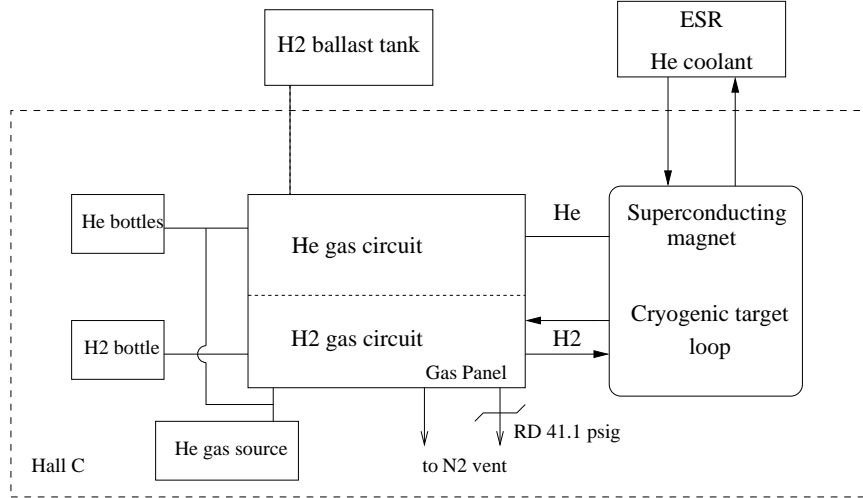 ESR
H2 ballast tank
He coolant
He bottles
He
Superconducting
magnet
He gas circuit
H2 bottle
H2 gas circuit
H2
Cryogenic target
loop
Gas Panel
He gas source
RD 41.1 psig
to N2 vent
Hall C